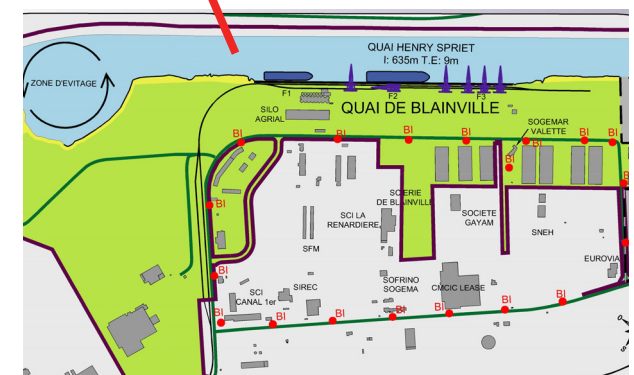 QUAI HENRY SPRIET
I: 635m T.E: 9m
ZONE D'EVITAGE
F1
F2
F3
QUAI DE BLAINVILLE
SILO
AGRIAL
SOGEMAR
VALETTE
BI
BI
BI
BI
BI
BI
BI
BI
BI
BI
SCIERIE
DE BLAINVILLE
SCI LA
RENARDIERE
SOCIETE
GAYAM
SNEH
SFM
EUROVIA
BI
SCI
CANAL 1er
SIREC
SOFRINO
SOGEMA
CMCIC LEASE
BI
BI
BI
BI
BI
BI
BI
O
S